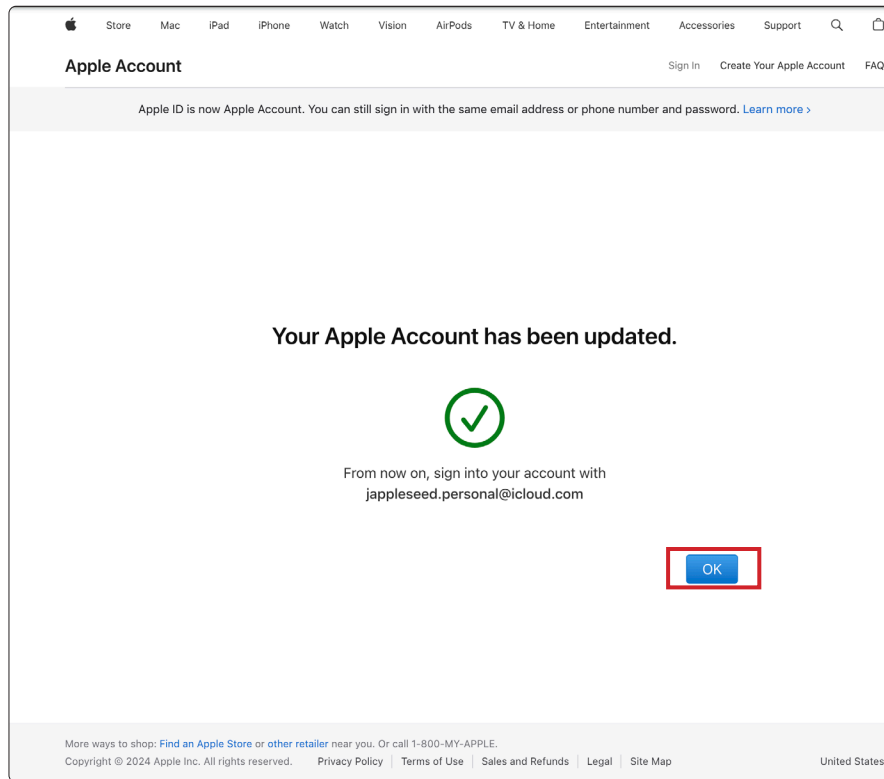 Store Mac iPad iPhone Watch Vision AirPods TV & Home Entertainment Accessories Support
Apple Account
Sign In Create Your Apple Account FAQ
Apple ID is now Apple Account. You can still sign in with the same email address or phone number and password. Learn more >
Your Apple Account has been updated.
From now on, sign into your account with
jappleseed.personal@icloud.com
OK
More ways to shop: Find an Apple Store or other retailer near you. Or call 1-800-MY-APPLE.
Copyright © 2024 Apple Inc. All rights reserved. Privacy Policy | Terms of Use | Sales and Refunds | Legal | Site Map United States